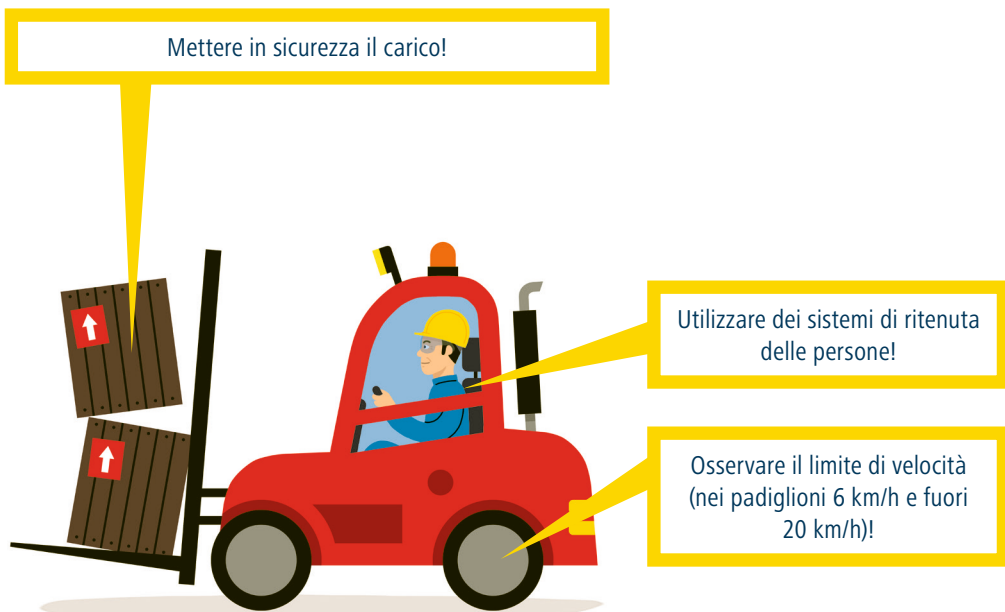 Mettere in sicurezza il carico!
Utilizzare dei sistemi di ritenuta
delle persone!
Osservare il limite di velocità
(nei padiglioni 6 km/h e fuori
20 km/h)!